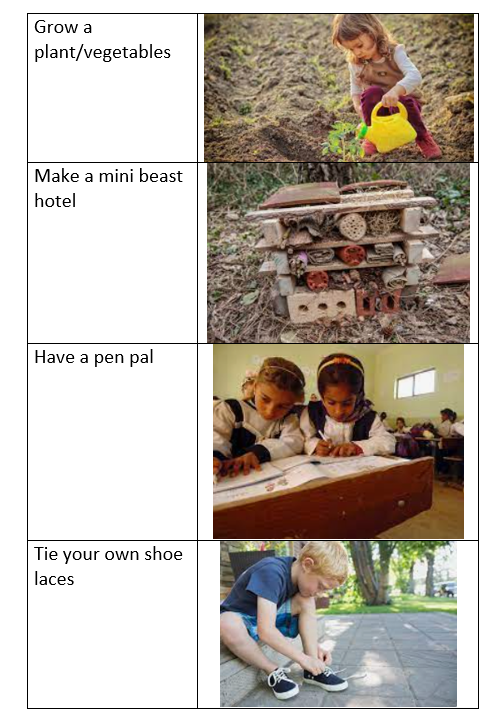 Grow a
plant/vegetables
Make a mini beast
hotel
Have a pen pal
Tie your own shoe
laces